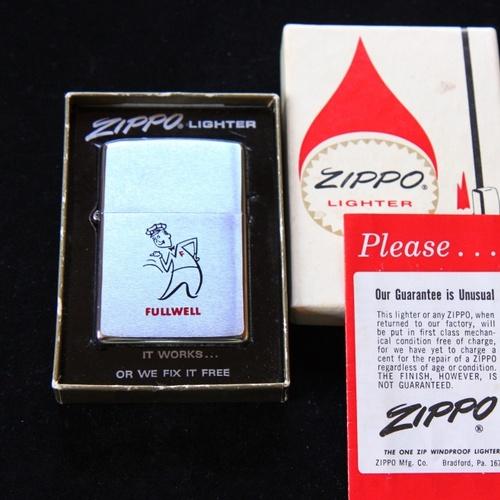 ZIPPO® LIGHTER
F
FULLWELL
IT WORKS...
OR WE FIX IT FREE
ZIPPO®
LIGHTER
Please...
Our Guarantee is Unusual
This lighter or any ZIPPO, when
returned to our factory, will
be put in first class mechan-
ical condition free of charge,
for we have yet to charge a
cent for the repair of a ZIPPO
regardless of age or condition.
THE FINISH, HOWEVER, IS
NOT GUARANTEED.
ZIPPO
®
THE ONE ZIP WINDPROOF LIGHTER
ZIPPO Mfg. Co. Bradford, Pa. 167